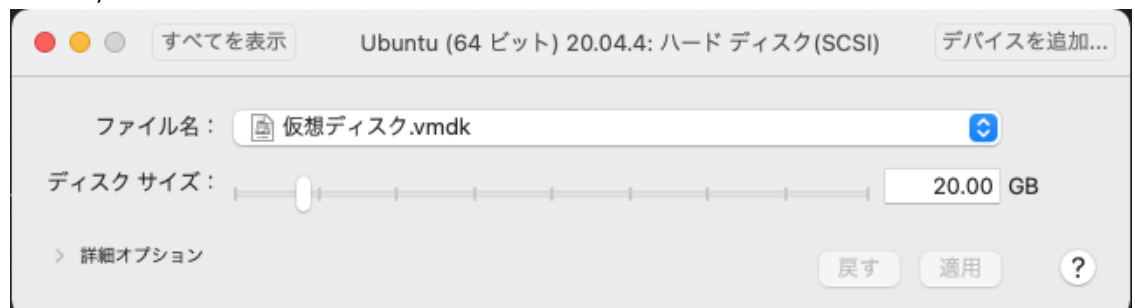 すべてを表示
Ubuntu (64 ビット) 20.04.4: ハード ディスク(SCSI)
デバイスを追加...
ファイル名：
仮想ディスク.vmdk
ディスク サイズ：
20.00 GB
詳細オプション
戻す
適用
?